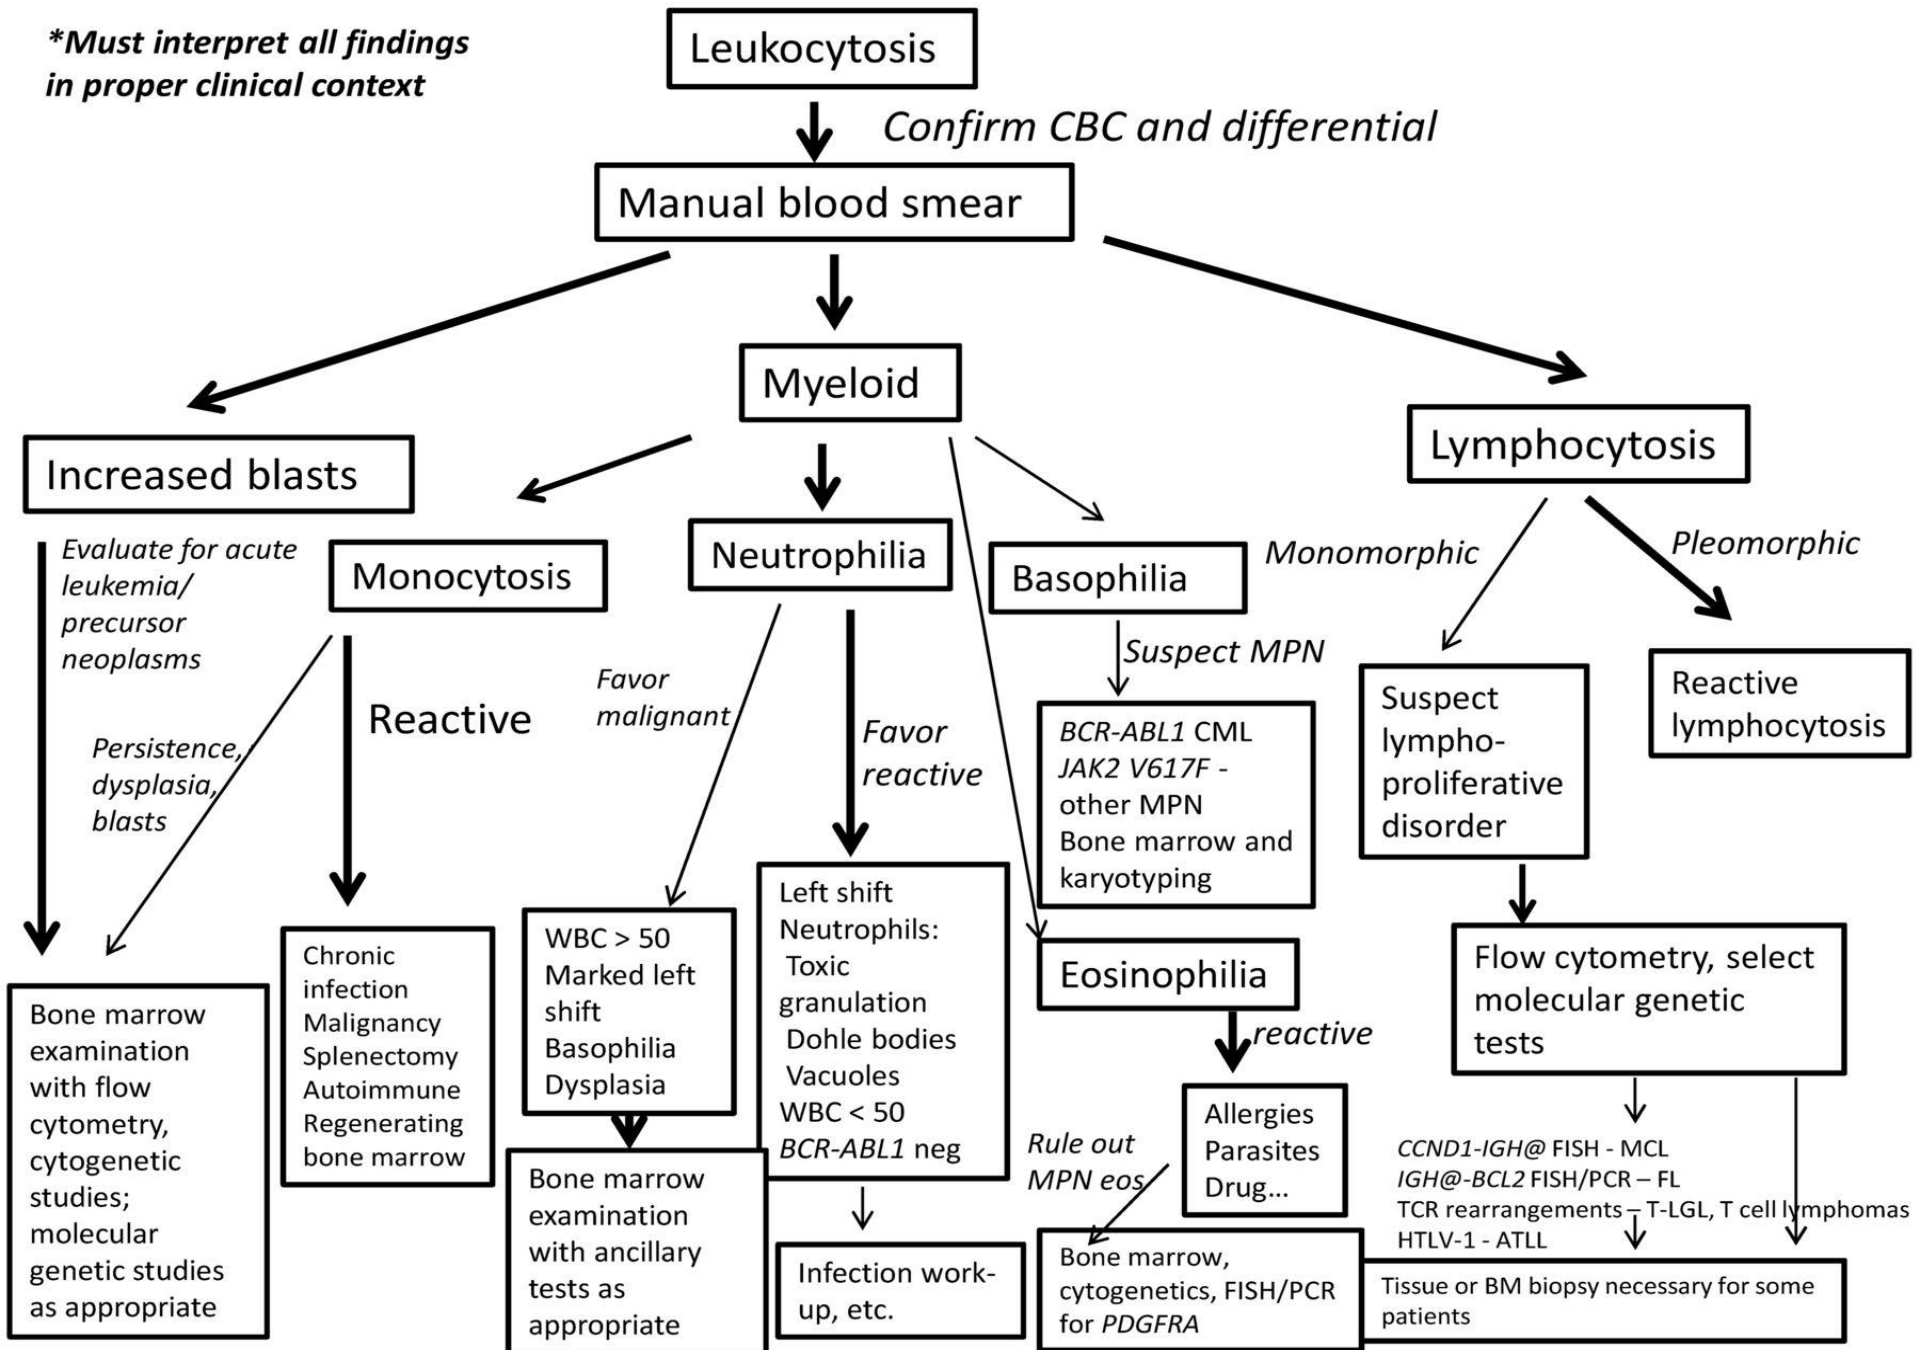 *Must interpret all findings
in proper clinical context
Leukocytosis
Confirm CBC and differential
Manual blood smear
Myeloid
Increased blasts
Lymphocytosis
Evaluate for acute
leukemia/
precursor
neoplasms
Monocytosis
Neutrophilia
Basophilia
Monomorphic
Pleomorphic
Persistence,
dysplasia,
blasts
Reactive
Favor
malignant
Favor
reactive
Suspect MPN
BCR-ABL1 CML
JAK2 V617F -
other MPN
Bone marrow and
karyotyping
Suspect
lympho-
proliferative
disorder
Reactive
lymphocytosis
Bone marrow
examination
with flow
cytometry,
cytogenetic
studies;
molecular
genetic studies
as appropriate
Chronic
infection
Malignancy
Splenectomy
Autoimmune
Regenerating
bone marrow
WBC > 50
Marked left
shift
Basophilia
Dysplasia
Bone marrow
examination
with ancillary
tests as
appropriate
Left shift
Neutrophils:
Toxic
granulation
Dohle bodies
Vacuoles
WBC < 50
BCR-ABL1 neg
Infection work-
up, etc.
Eosinophilia
reactive
Allergies
Parasites
Drug...
Rule out
MPN eos
Bone marrow,
cytogenetics, FISH/PCR
for PDGFRA
Flow cytometry, select
molecular genetic
tests
CCND1-IGH@ FISH - MCL
IGH@-BCL2 FISH/PCR – FL
TCR rearrangements – T-LGL, T cell lymphomas
HTLV-1 - ATLL
Tissue or BM biopsy necessary for some
patients